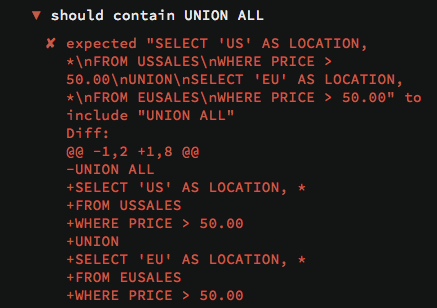 ▼ should contain UNION ALL
✘ expected "SELECT 'US' AS LOCATION,
*\nFROM USSALES\nWHERE PRICE >
50.00\nUNION\nSELECT 'EU' AS LOCATION,
*\nFROM EUSALES\nWHERE PRICE > 50.00" to
include "UNION ALL"
Diff:
@@ -1,2 +1,8 @@
-UNION ALL
+SELECT 'US' AS LOCATION, *
+FROM USSALES
+WHERE PRICE > 50.00
+UNION
+SELECT 'EU' AS LOCATION, *
+FROM EUSALES
+WHERE PRICE > 50.00